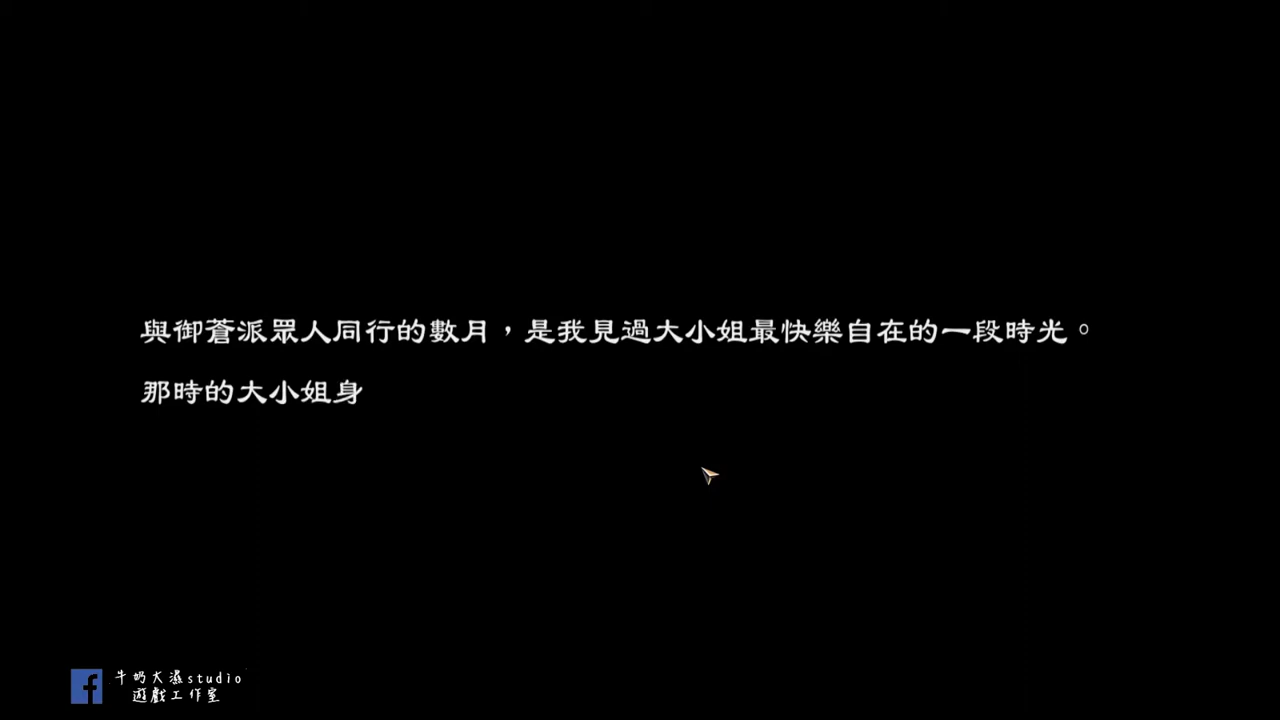 與御蒼派眾人同行的數月，是我見過大小姐最快樂自在的一段時光。
那時的大小姐身
牛奶大濕studio
遊戲工作室